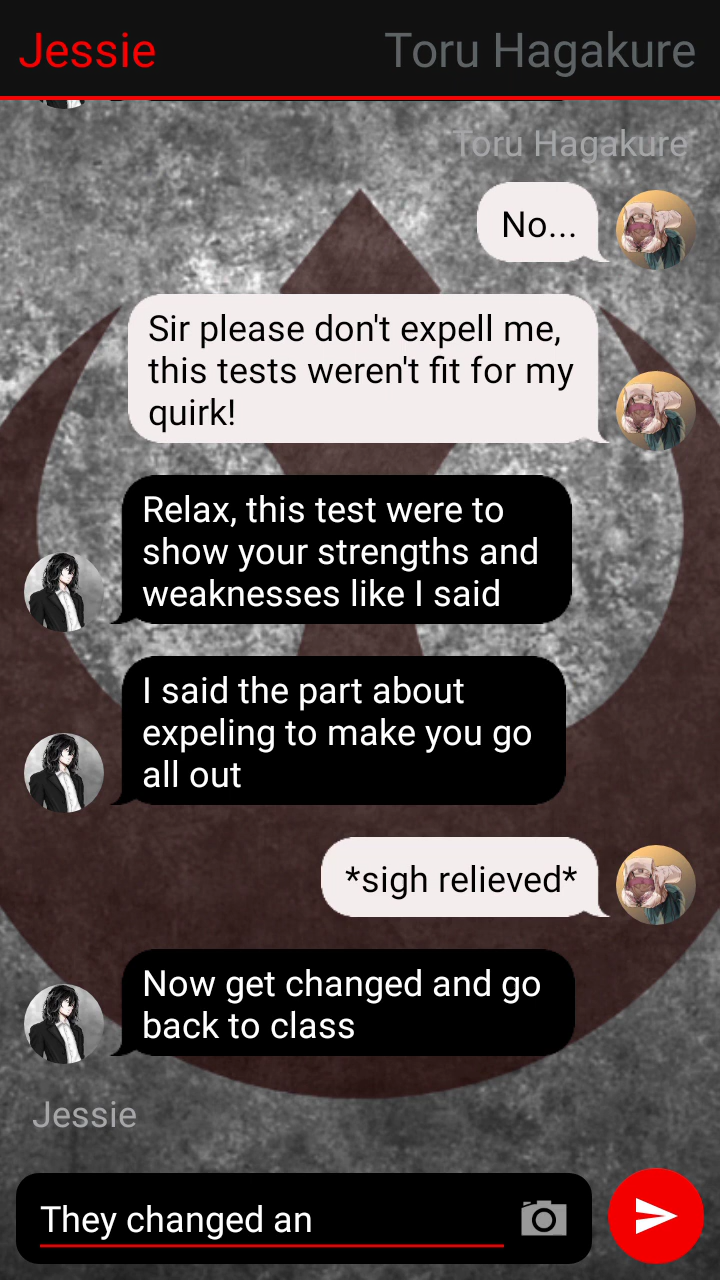 Jessie
Toru Hagakure
Toru Hagakure
No...
Sir please don't expell me,
this tests weren't fit for my
quirk!
Relax, this test were to
show your strengths and
weaknesses like I said
I said the part about
expeling to make you go
all out
*sigh relieved*
Now get changed and go
back to class
Jessie
They changed an